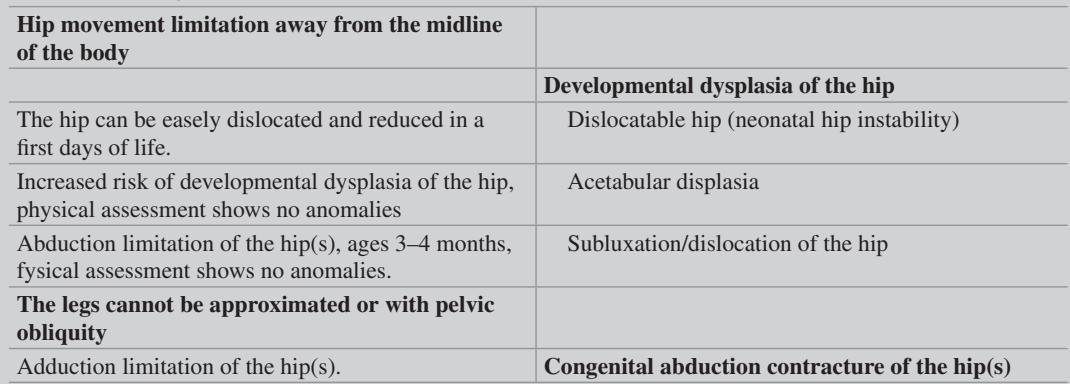 Hip movement limitation away from the midline
of the body
Developmental dysplasia of the hip
The hip can be easely dislocated and reduced in a
first days of life.
Dislocatable hip (neonatal hip instability)
Increased risk of developmental dysplasia of the hip,
physical assessment shows no anomalies
Acetabular displasia
Abduction limitation of the hip(s), ages 3–4 months,
fysical assessment shows no anomalies.
Subluxation/dislocation of the hip
The legs cannot be approximated or with pelvic
obliquity
Adduction limitation of the hip(s).
Congenital abduction contracture of the hip(s)